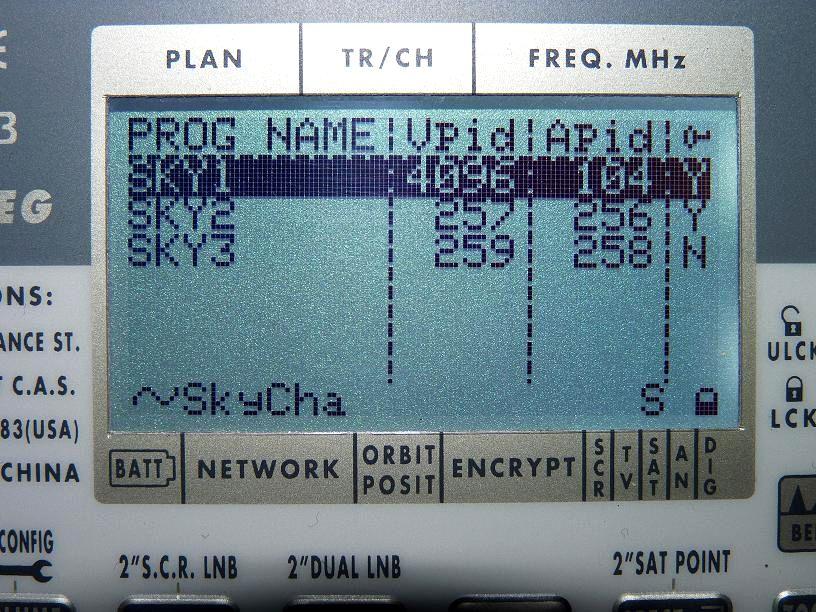 PLAN TR/CH FREQ. MHz
PROG NAME Vpid Apid
SKY1 4096 104 Y
SKY2 257 256 Y
SKY3 259 258 N
~SkyCha S
BATT NETWORK ORBIT POSIT ENCRYPT SCR TV SAT AN DIG
3
EG
ONS:
ANCE ST.
T C.A.S.
83(USA)
CHINA
CONFIG
2"S.C.R. LNB
2"DUAL LNB
2"SAT POINT
ULCK
LCK